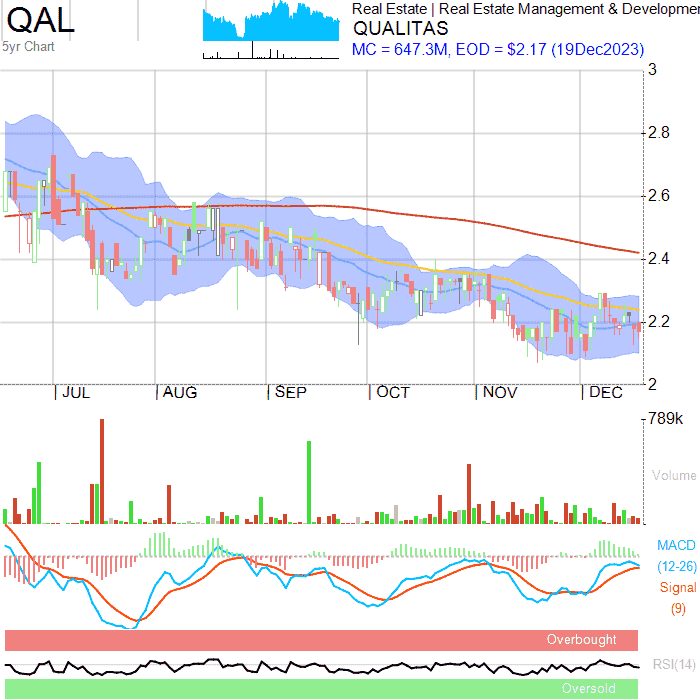 QAL
5yr Chart
Real Estate | Real Estate Management & Developmen
QUALITAS
MC = 647.3M, EOD = $2.17 (19Dec2023)
3
2.8
2.6
2.4
2.2
2
| JUL | AUG | SEP | OCT | NOV | DEC
789k
Volume
MACD
(12-26)
Signal
(9)
Overbought
RSI(14)
Oversold